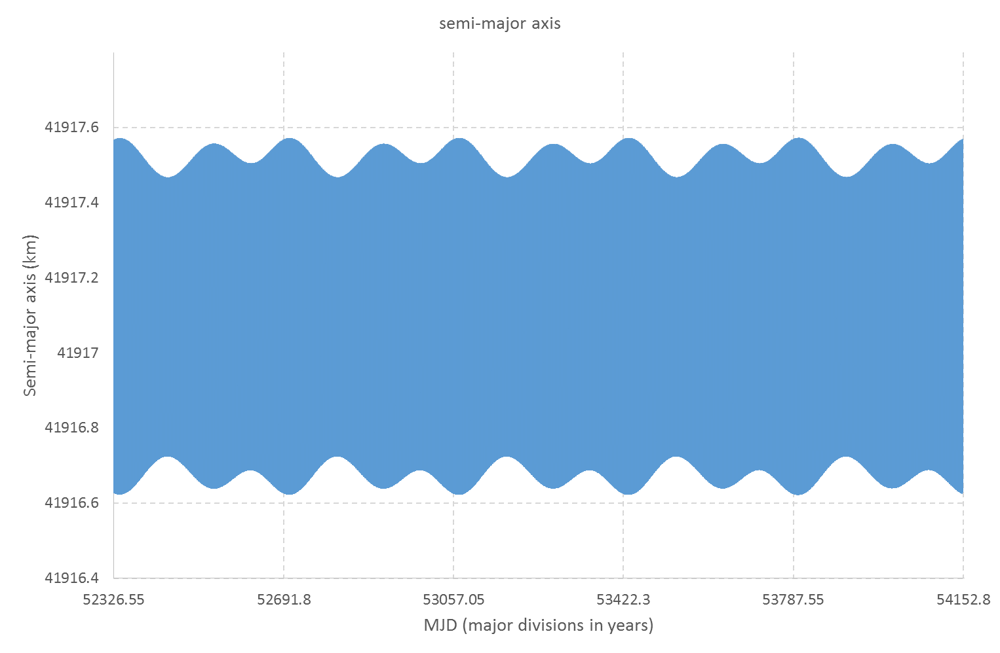 semi-major axis
Semi-major axis (km)
41917.6
41917.4
41917.2
41917
41916.8
41916.6
41916.4
52326.55 52691.8 53057.05 53422.3 53787.55 54152.8
MJD (major divisions in years)